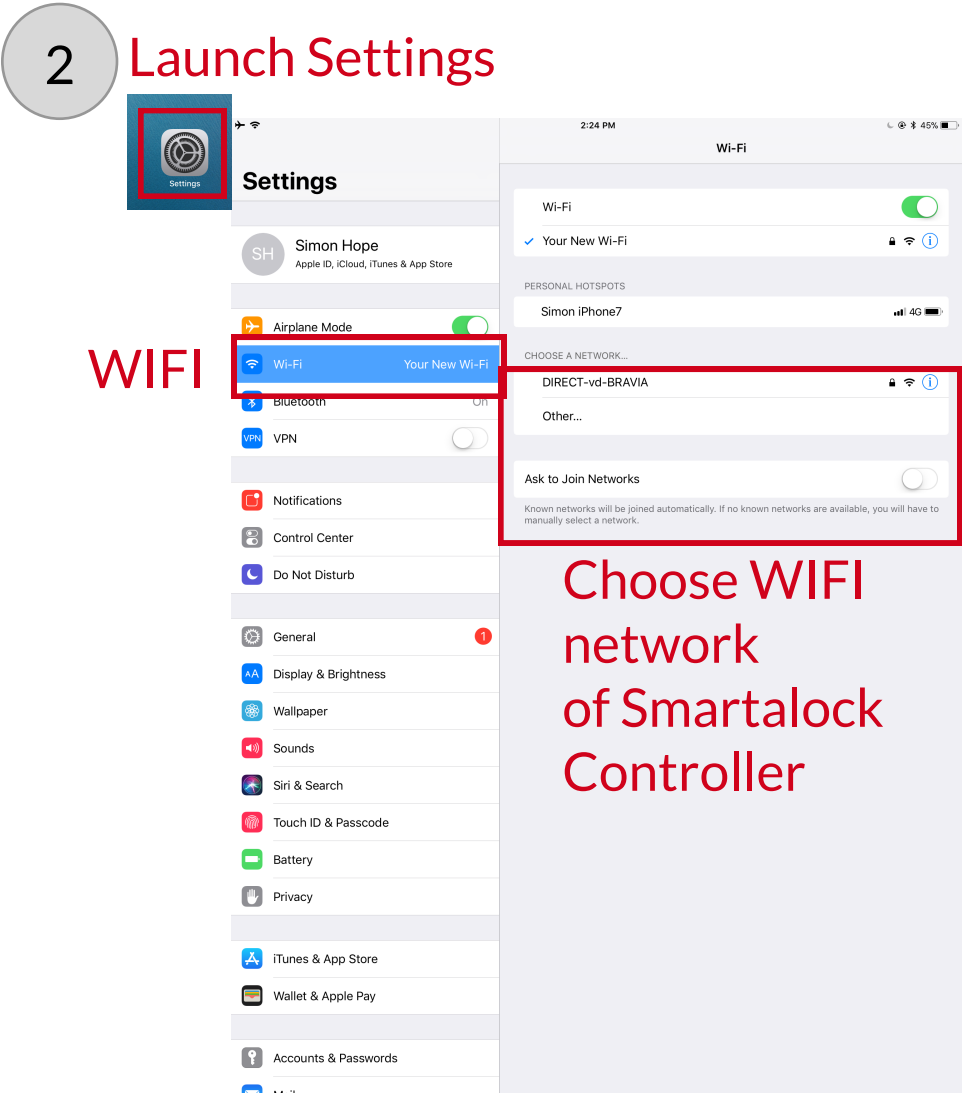 2
Launch Settings
Settings
2:24 PM
45%
Settings
Wi-Fi
SH
Simon Hope
Apple ID, iCloud, iTunes & App Store
Airplane Mode
WIFI
Wi-Fi Your New Wi-Fi
Bluetooth On
VPN VPN
Notifications
Control Center
Do Not Disturb
General 1
AA Display & Brightness
Wallpaper
Sounds
Siri & Search
Touch ID & Passcode
Battery
Privacy
iTunes & App Store
Wallet & Apple Pay
Accounts & Passwords
Wi-Fi
Your New Wi-Fi
PERSONAL HOTSPOTS
Simon iPhone7 4G
CHOOSE A NETWORK...
DIRECT-vd-BRAVIA
Other...
Ask to Join Networks
Known networks will be joined automatically. If no known networks are available, you will have to
manually select a network.
Choose WIFI
network
of Smartalock
Controller